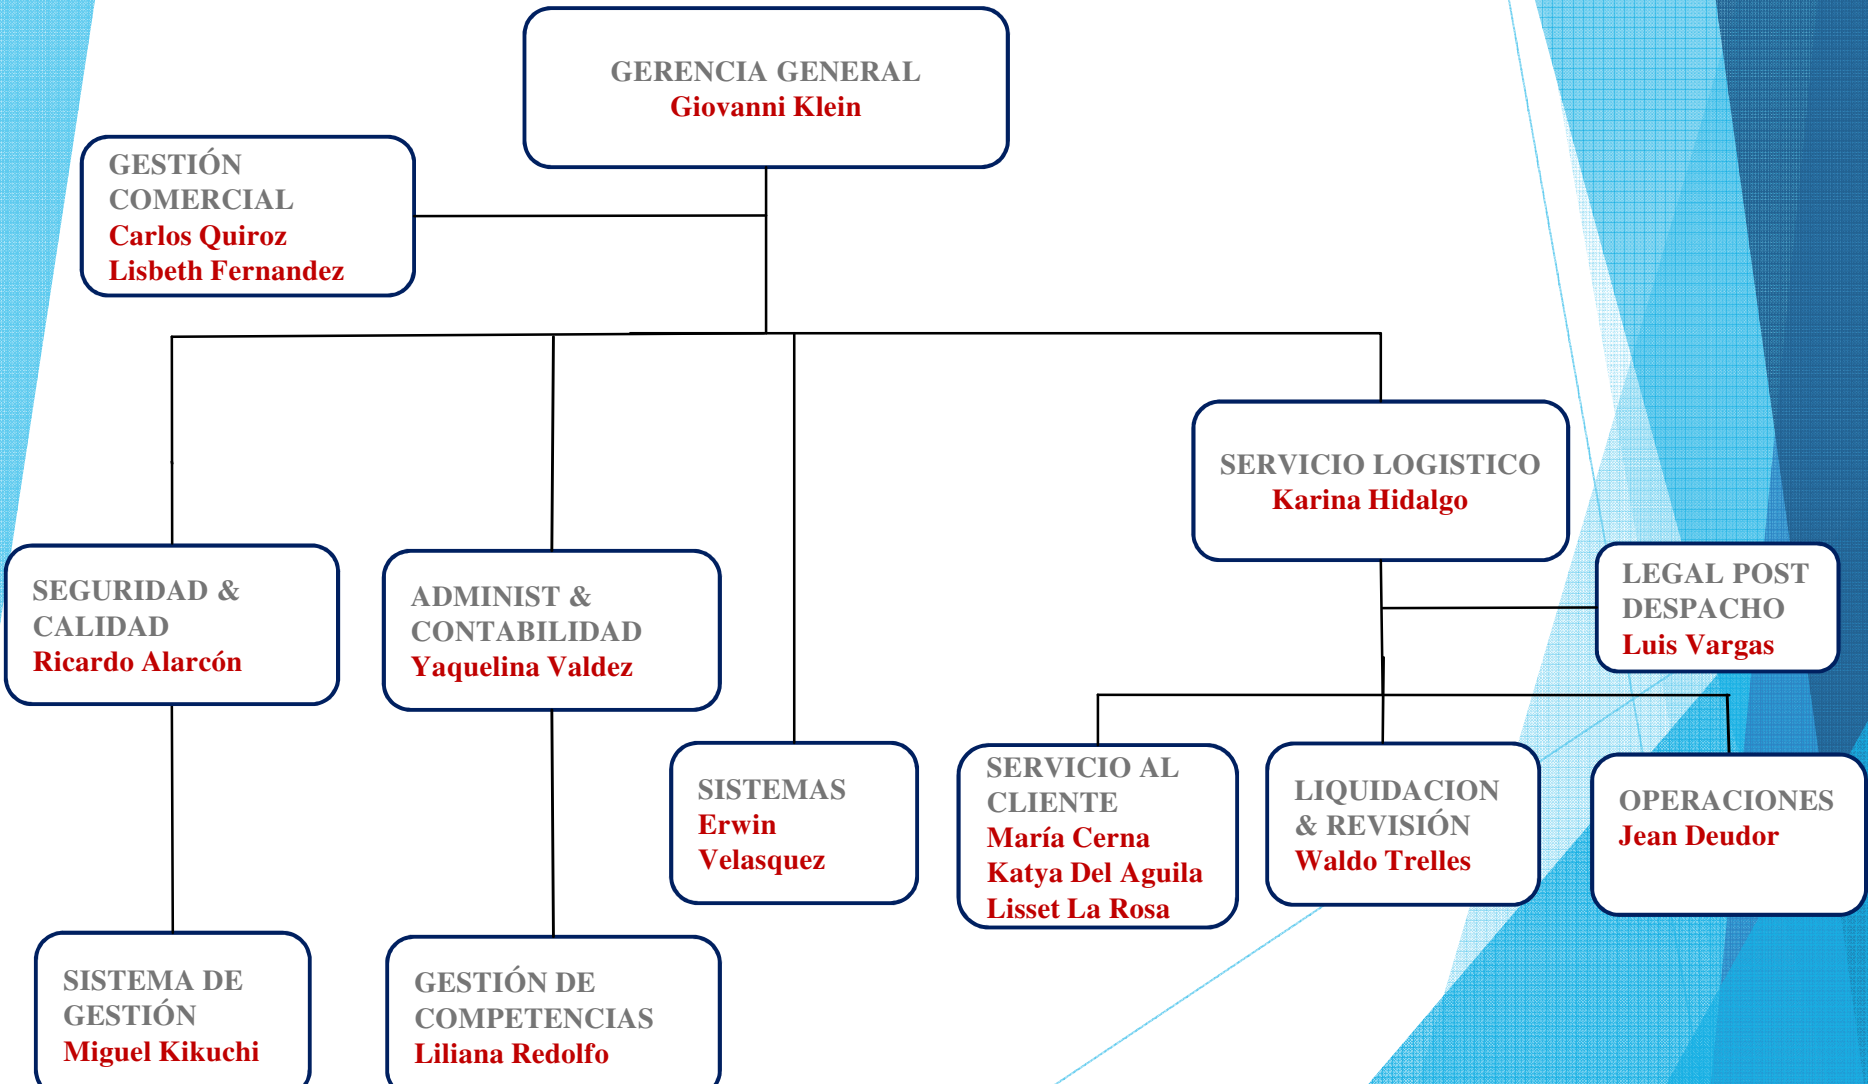 GERENCIA GENERAL
Giovanni Klein
GESTIÓN
COMERCIAL
Carlos Quiroz
Lisbeth Fernandez
SERVICIO LOGISTICO
Karina Hidalgo
LEGAL POST
DESPACHO
Luis Vargas
SEGURIDAD &
CALIDAD
Ricardo Alarcón
ADMINIST &
CONTABILIDAD
Yaquelina Valdez
SISTEMAS
Erwin
Velasquez
SERVICIO AL
CLIENTE
María Cerna
Katya Del Aguila
Lisset La Rosa
LIQUIDACION
& REVISIÓN
Waldo Trelles
OPERACIONES
Jean Deudor
SISTEMA DE
GESTIÓN
Miguel Kikuchi
GESTIÓN DE
COMPETENCIAS
Liliana Redolfo